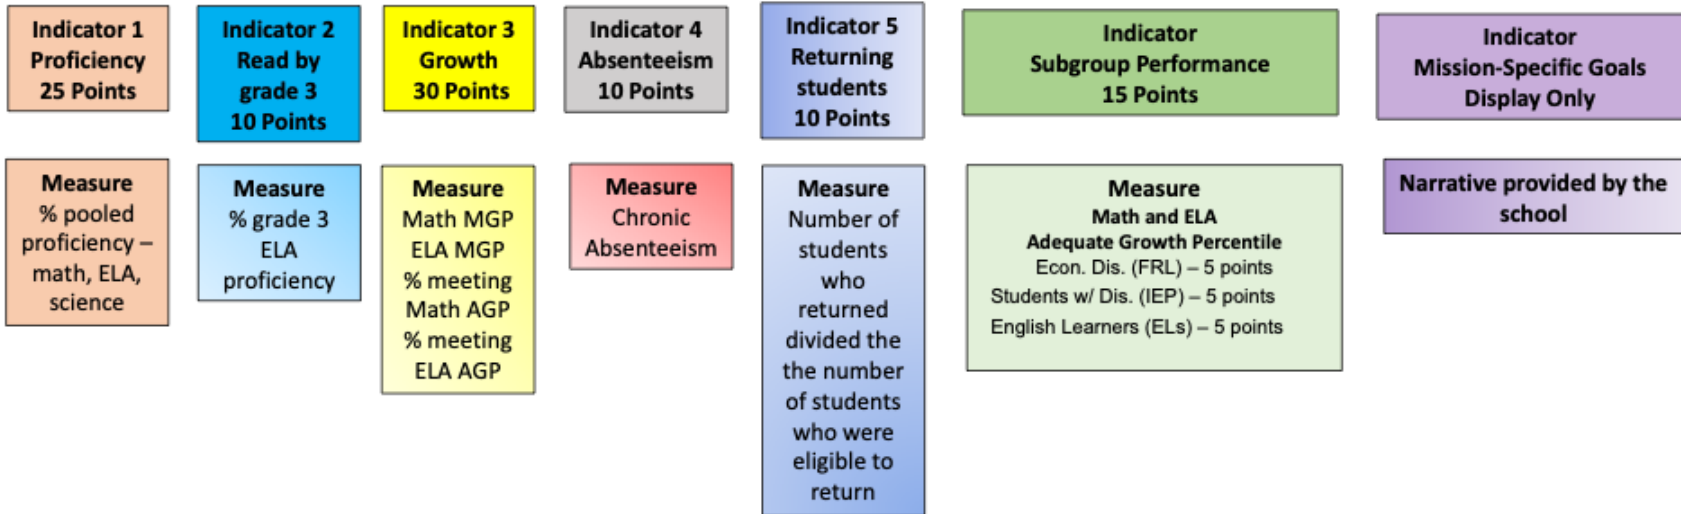 Indicator 1
Proficiency
25 Points
Indicator 2
Read by
grade 3
10 Points
Indicator 3
Growth
30 Points
Indicator 4
Absenteeism
10 Points
Indicator 5
Returning
students
10 Points
Indicator
Subgroup Performance
15 Points
Indicator
Mission-Specific Goals
Display Only
Measure
% pooled
proficiency –
math, ELA,
science
Measure
% grade 3
ELA
proficiency
Measure
Math MGP
ELA MGP
% meeting
Math AGP
% meeting
ELA AGP
Measure
Chronic
Absenteeism
Measure
Number of
students
who
returned
divided the
the number
of students
who were
eligible to
return
Measure
Math and ELA
Adequate Growth Percentile
Econ. Dis. (FRL) – 5 points
Students w/ Dis. (IEP) – 5 points
English Learners (ELs) – 5 points
Narrative provided by the
school